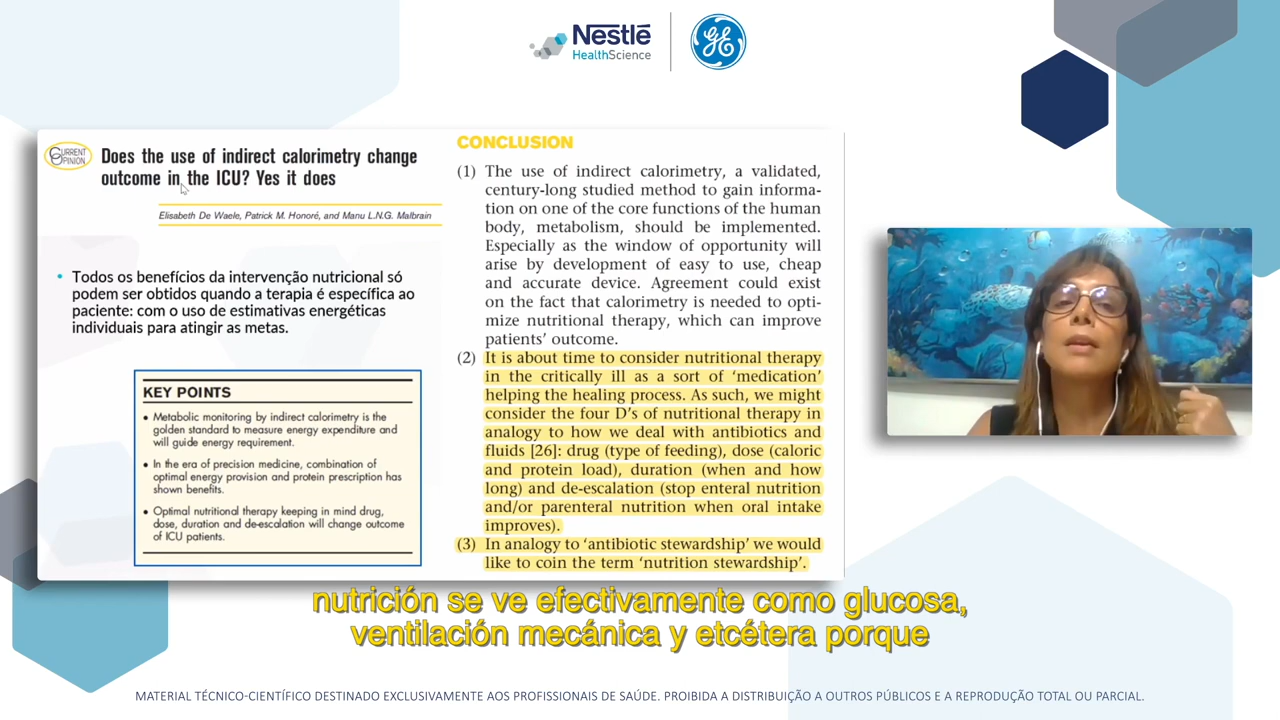 Nestlé
HealthScience
GE
CURRENT
OPINION
Does the use of indirect calorimetry change
outcome in the ICU? Yes it does
Elisabeth De Waele, Patrick M. Honoré, and Manu L.N.G. Malbrain
• Todos os benefícios da intervenção nutricional só
podem ser obtidos quando a terapia é específica ao
paciente: com o uso de estimativas energéticas
individuais para atingir as metas.
KEY POINTS
• Metabolic monitoring by indirect calorimetry is the
golden standard to measure energy expenditure and
will guide energy requirement.
• In the era of precision medicine, combination of
optimal energy provision and protein prescription has
shown benefits.
• Optimal nutritional therapy keeping in mind drug,
dose, duration and de-escalation will change outcome
of ICU patients.
CONCLUSION
(1) The use of indirect calorimetry, a validated,
century-long studied method to gain informa-
tion on one of the core functions of the human
body, metabolism, should be implemented.
Especially as the window of opportunity will
arise by development of easy to use, cheap
and accurate device. Agreement could exist
on the fact that calorimetry is needed to opti-
mize nutritional therapy, which can improve
patients’ outcome.
(2) It is about time to consider nutritional therapy
in the critically ill as a sort of ‘medication’
helping the healing process. As such, we might
consider the four D’s of nutritional therapy in
analogy to how we deal with antibiotics and
fluids [26]: drug (type of feeding), dose (caloric
and protein load), duration (when and how
long) and de-escalation (stop enteral nutrition
and/or parenteral nutrition when oral intake
improves).
(3) In analogy to ‘antibiotic stewardship’ we would
like to coin the term ‘nutrition stewardship’.
nutrición se ve efectivamente como glucosa,
ventilación mecánica y etcétera porque
MATERIAL TÉCNICO-CIENTÍFICO DESTINADO EXCLUSIVAMENTE AOS PROFISSIONAIS DE SAÚDE. PROIBIDA A DISTRIBUIÇÃO A OUTROS PÚBLICOS E A REPRODUÇÃO TOTAL OU PARCIAL.